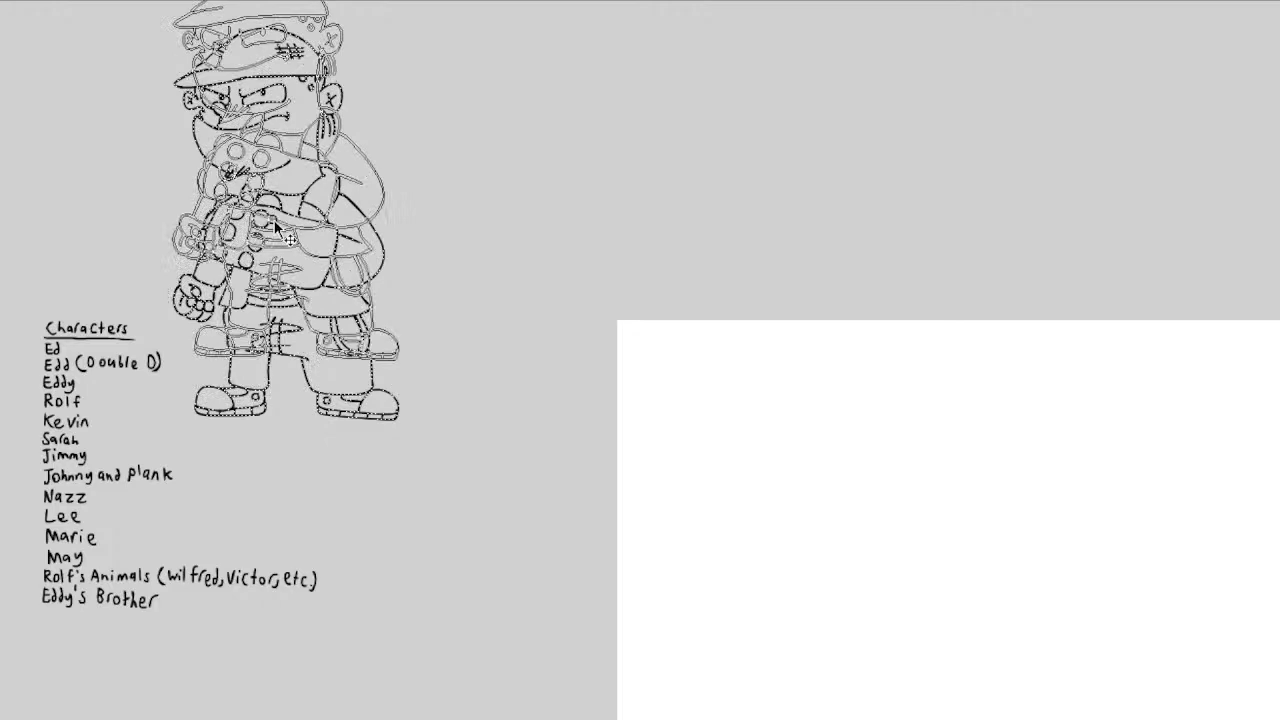 Characters
Ed
Edd (Double D)
Eddy
Rolf
Kevin
Sarah
Jimmy
Johnny and Plank
Nazz
Lee
Marie
May
Rolf's Animals (Wilfred, Victor, etc.)
Eddy's Brother